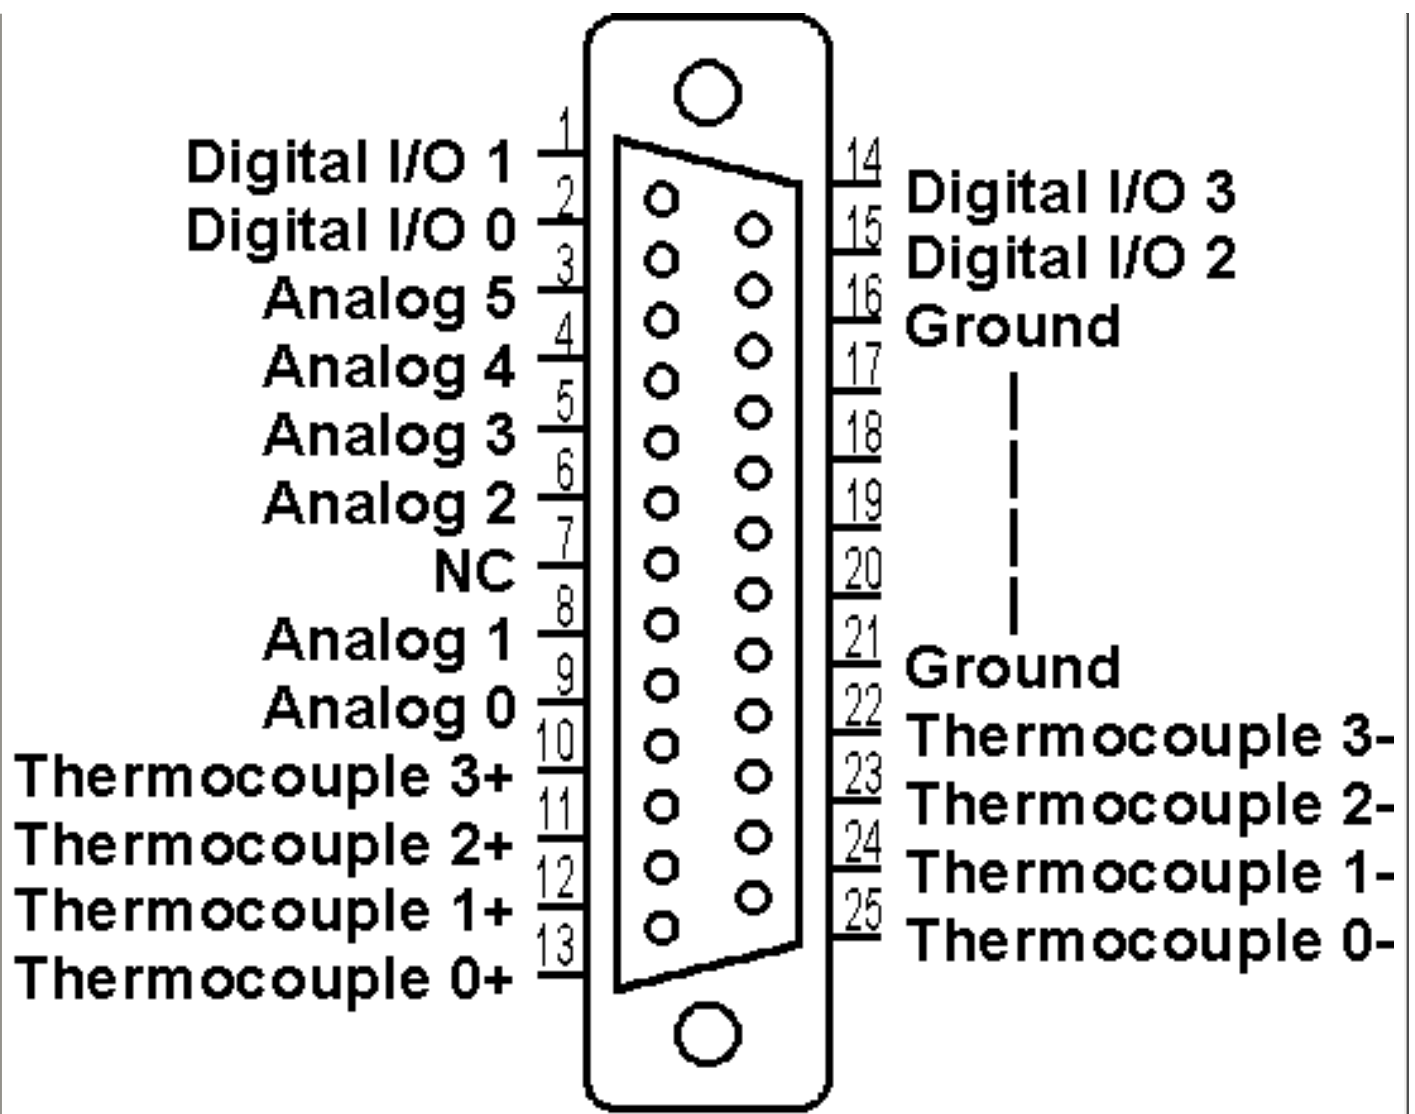 1
Digital I/O 1
2
Digital I/O 0
3
Analog 5
4
Analog 4
5
Analog 3
6
Analog 2
7
NC
8
Analog 1
9
Analog 0
10
Thermocouple 3+
11
Thermocouple 2+
12
Thermocouple 1+
13
Thermocouple 0+
14
Digital I/O 3
15
Digital I/O 2
16
Ground
17
18
19
20
21
Ground
22
Thermocouple 3-
23
Thermocouple 2-
24
Thermocouple 1-
25
Thermocouple 0-